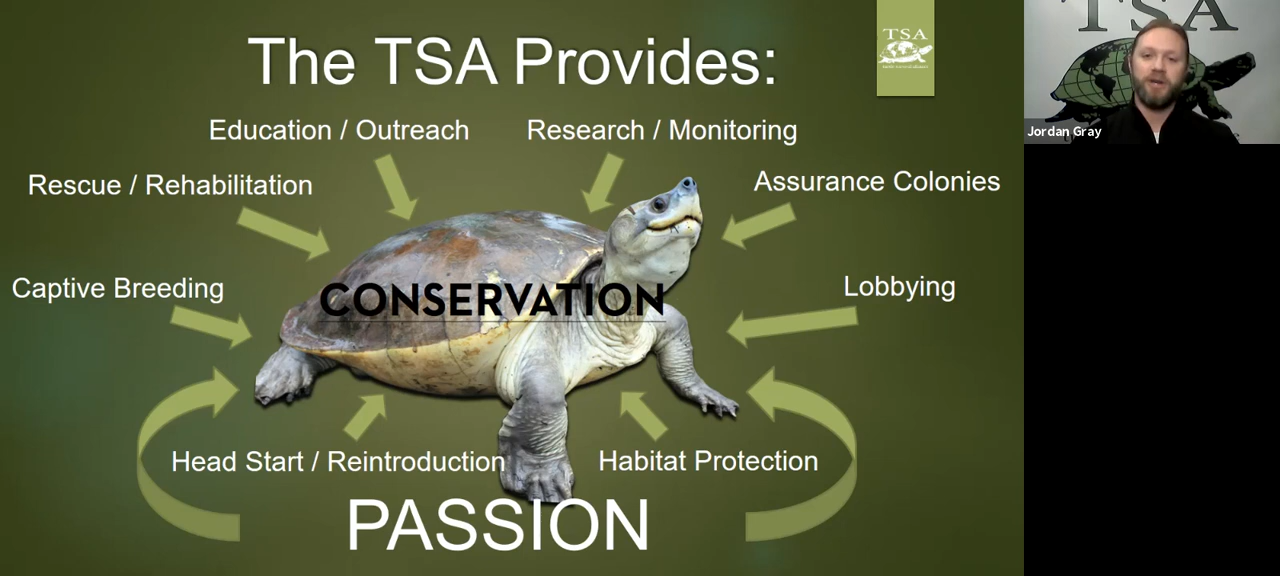 The TSA Provides:
TSA
TSA
Education / Outreach
Research / Monitoring
Rescue / Rehabilitation
Assurance Colonies
Jordan Gray
Captive Breeding
Lobbying
CONSERVATION
Head Start / Reintroduction
Habitat Protection
PASSION